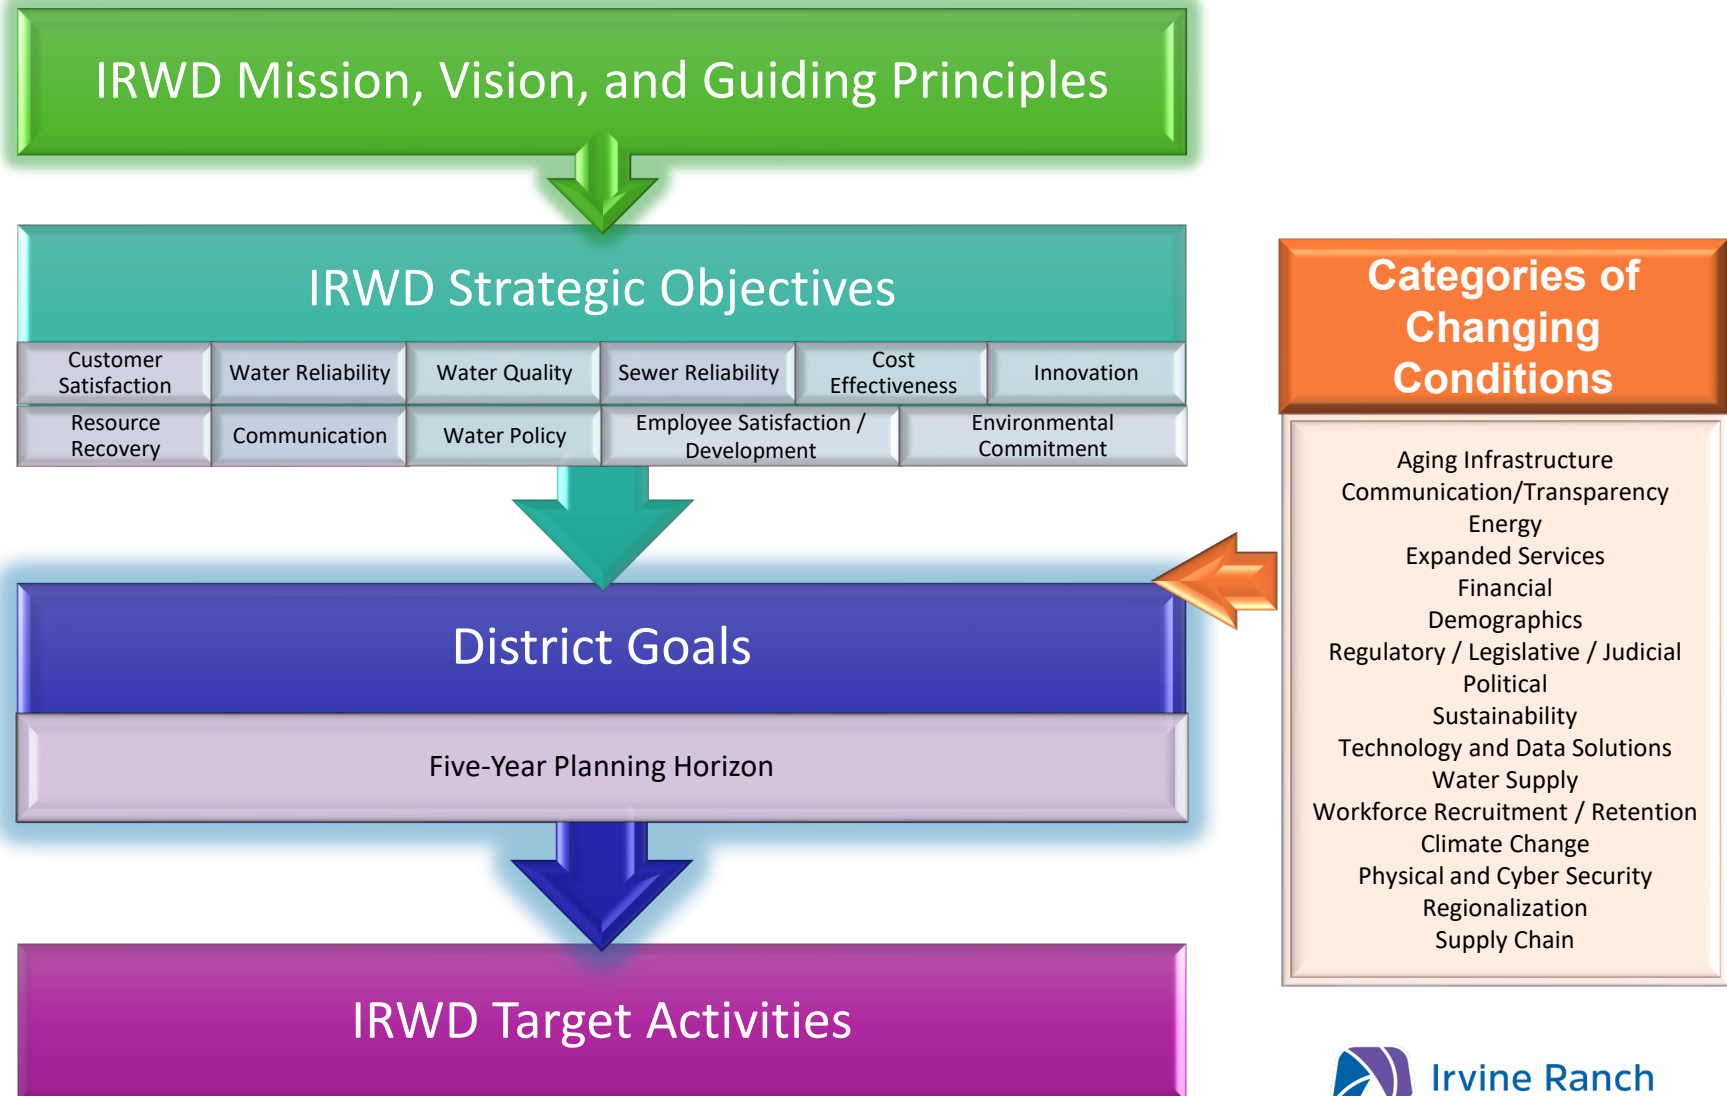 IRWD Mission, Vision, and Guiding Principles
IRWD Strategic Objectives
Customer
Satisfaction
Water Reliability
Water Quality
Sewer Reliability
Cost
Effectiveness
Innovation
Resource
Recovery
Communication
Water Policy
Employee Satisfaction /
Development
Environmental
Commitment
District Goals
Five-Year Planning Horizon
IRWD Target Activities
Categories of
Changing
Conditions
Aging Infrastructure
Communication/Transparency
Energy
Expanded Services
Financial
Demographics
Regulatory / Legislative / Judicial
Political
Sustainability
Technology and Data Solutions
Water Supply
Workforce Recruitment / Retention
Climate Change
Physical and Cyber Security
Regionalization
Supply Chain
Irvine Ranch